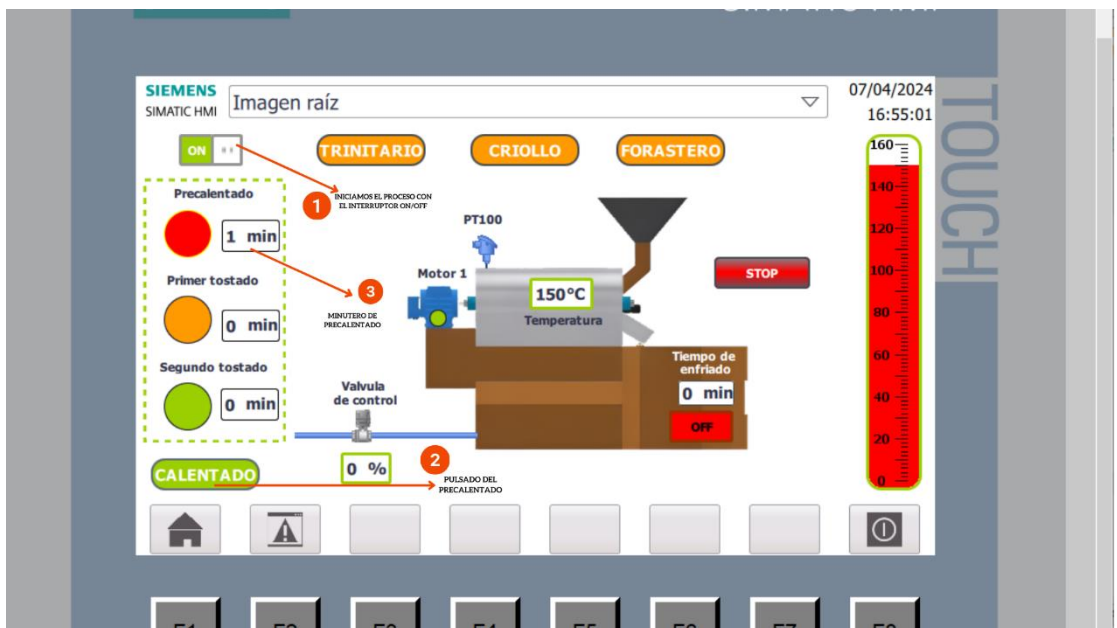 SIEMENS
SIMATIC HMI
Imagen raíz
07/04/2024
16:55:01
TOUCH
ON
TRINITARIO
CRIOLLO
FORASTERO
1
INICIAMOS EL PROCESO CON
EL INTERRUPTOR ON/OFF
Precalentado
1 min
3
MINUTERO DE
PRECALENTADO
Primer tostado
0 min
Segundo tostado
0 min
CALENTADO
PT100
Motor 1
150°C
Temperatura
STOP
Valvula
de control
0 %
2
PULSADO DEL
PRECALENTADO
Tiempo de
enfriado
0 min
OFF
160
140
120
100
80
60
40
20
0